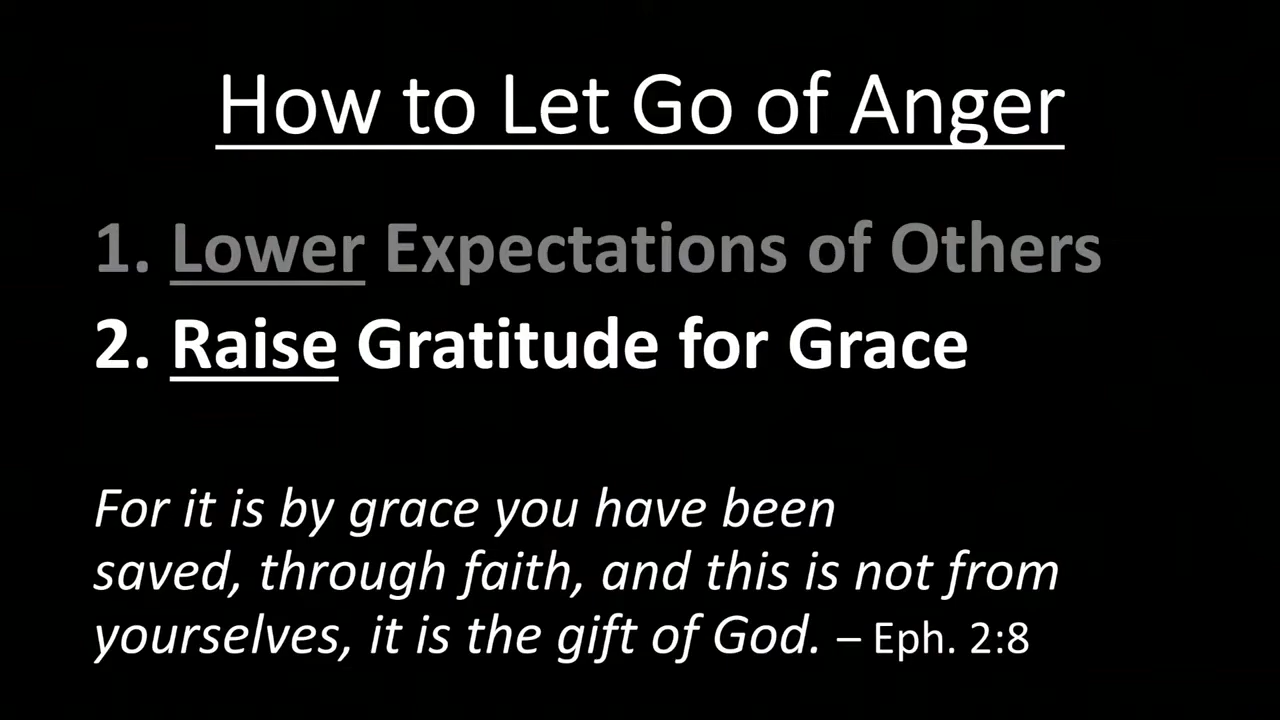 How to Let Go of Anger
1. Lower Expectations of Others
2. Raise Gratitude for Grace
For it is by grace you have been
saved, through faith, and this is not from
yourselves, it is the gift of God. – Eph. 2:8